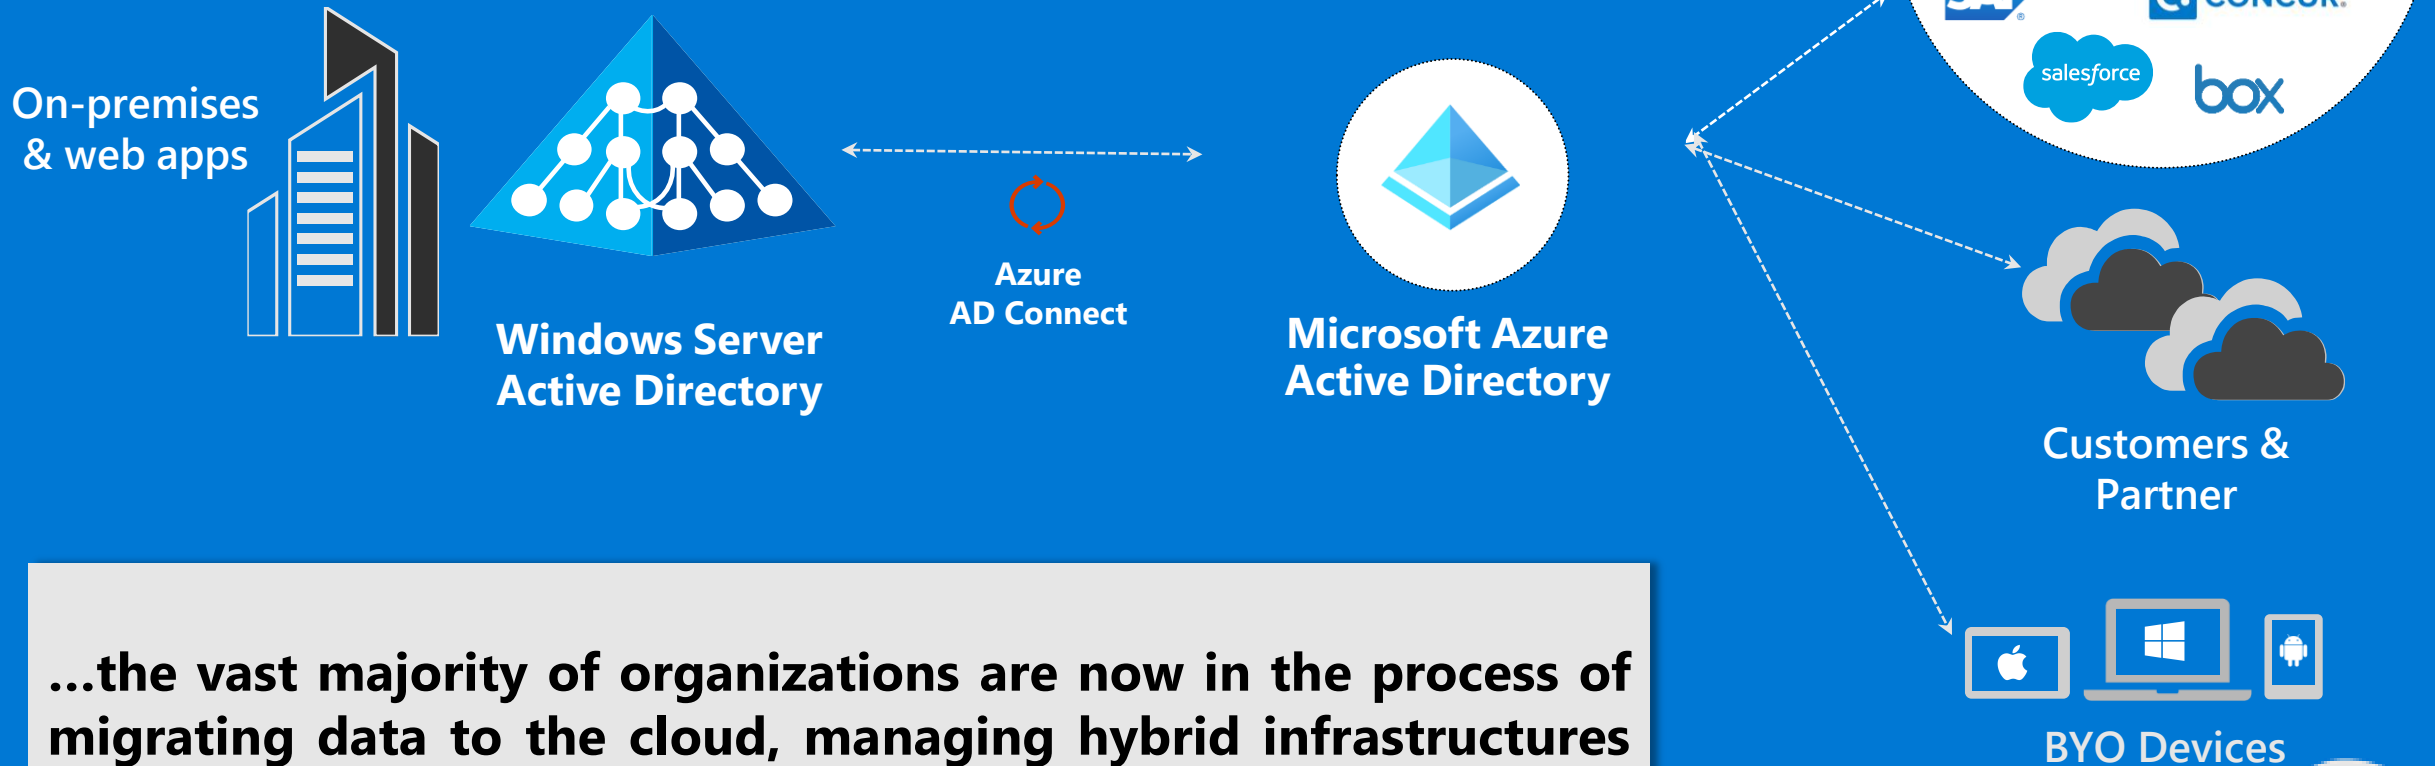 On-premises
& web apps
Windows Server
Active Directory
Azure
AD Connect
Microsoft Azure
Active Directory
SAP
CONCUR
salesforce
box
Customers &
Partner
BYO Devices
...the vast majority of organizations are now in the process of
migrating data to the cloud, managing hybrid infrastructures